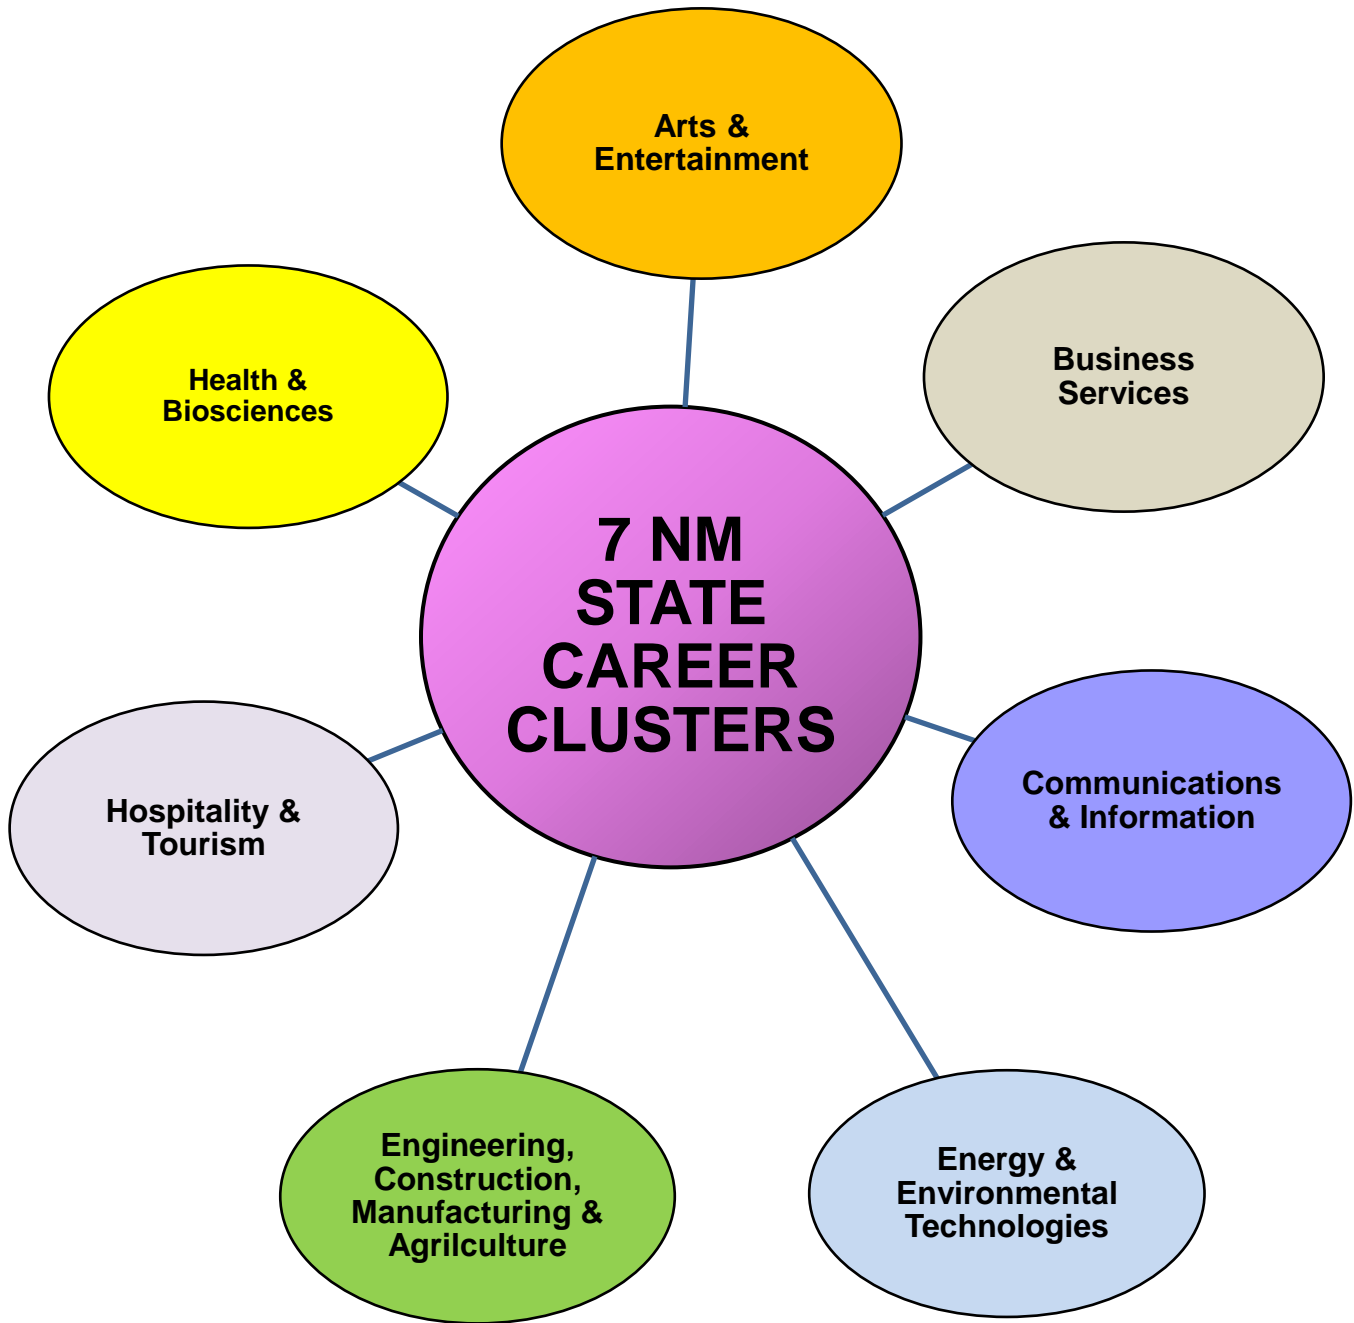 Arts &
Entertainment
Business
Services
Health &
Biosciences
7 NM
STATE
CAREER
CLUSTERS
Communications
& Information
Hospitality &
Tourism
Engineering,
Construction,
Manufacturing &
Agrilculture
Energy &
Environmental
Technologies